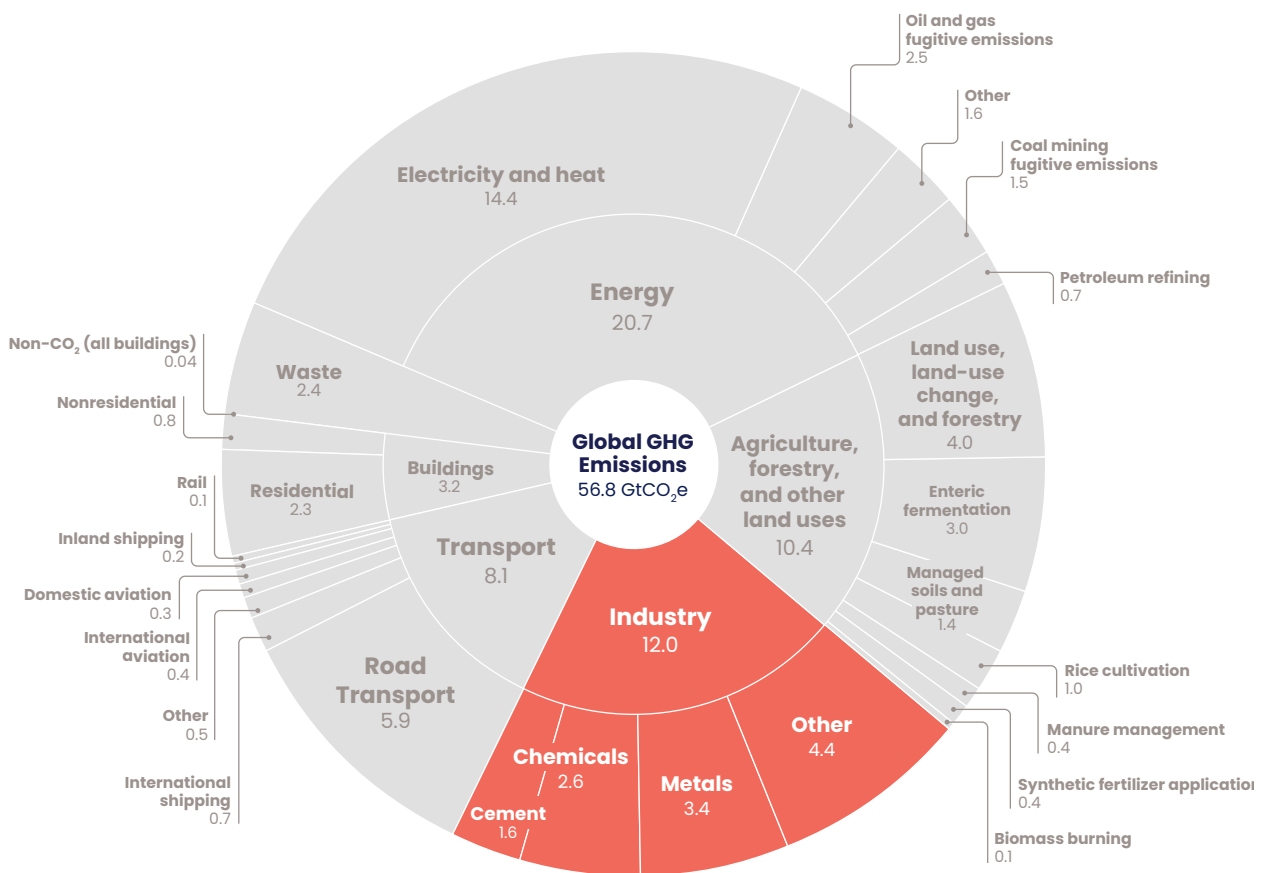 Oil and gas
fugitive emissions
2.5
Other
1.6
Coal mining
fugitive emissions
1.5
Electricity and heat
14.4
Petroleum refining
0.7
Energy
20.7
Non-CO₂ (all buildings)
0.04
Land use,
land-use
change,
and forestry
4.0
Waste
2.4
Nonresidential
0.8
Global GHG
Emissions
56.8 GtCO₂e
Agriculture,
forestry,
and other
land uses
10.4
Buildings
3.2
Rail
0.1
Residential
2.3
Enteric
fermentation
3.0
Inland shipping
0.2
Transport
8.1
Managed
soils and
pasture
1.4
Domestic aviation
0.3
Industry
12.0
International
aviation
0.4
Road
Transport
5.9
Rice cultivation
1.0
Other
0.5
Other
4.4
Manure management
0.4
Chemicals
2.6
Metals
3.4
International
shipping
0.7
Synthetic fertilizer application
0.4
Cement
1.6
Biomass burning
0.1